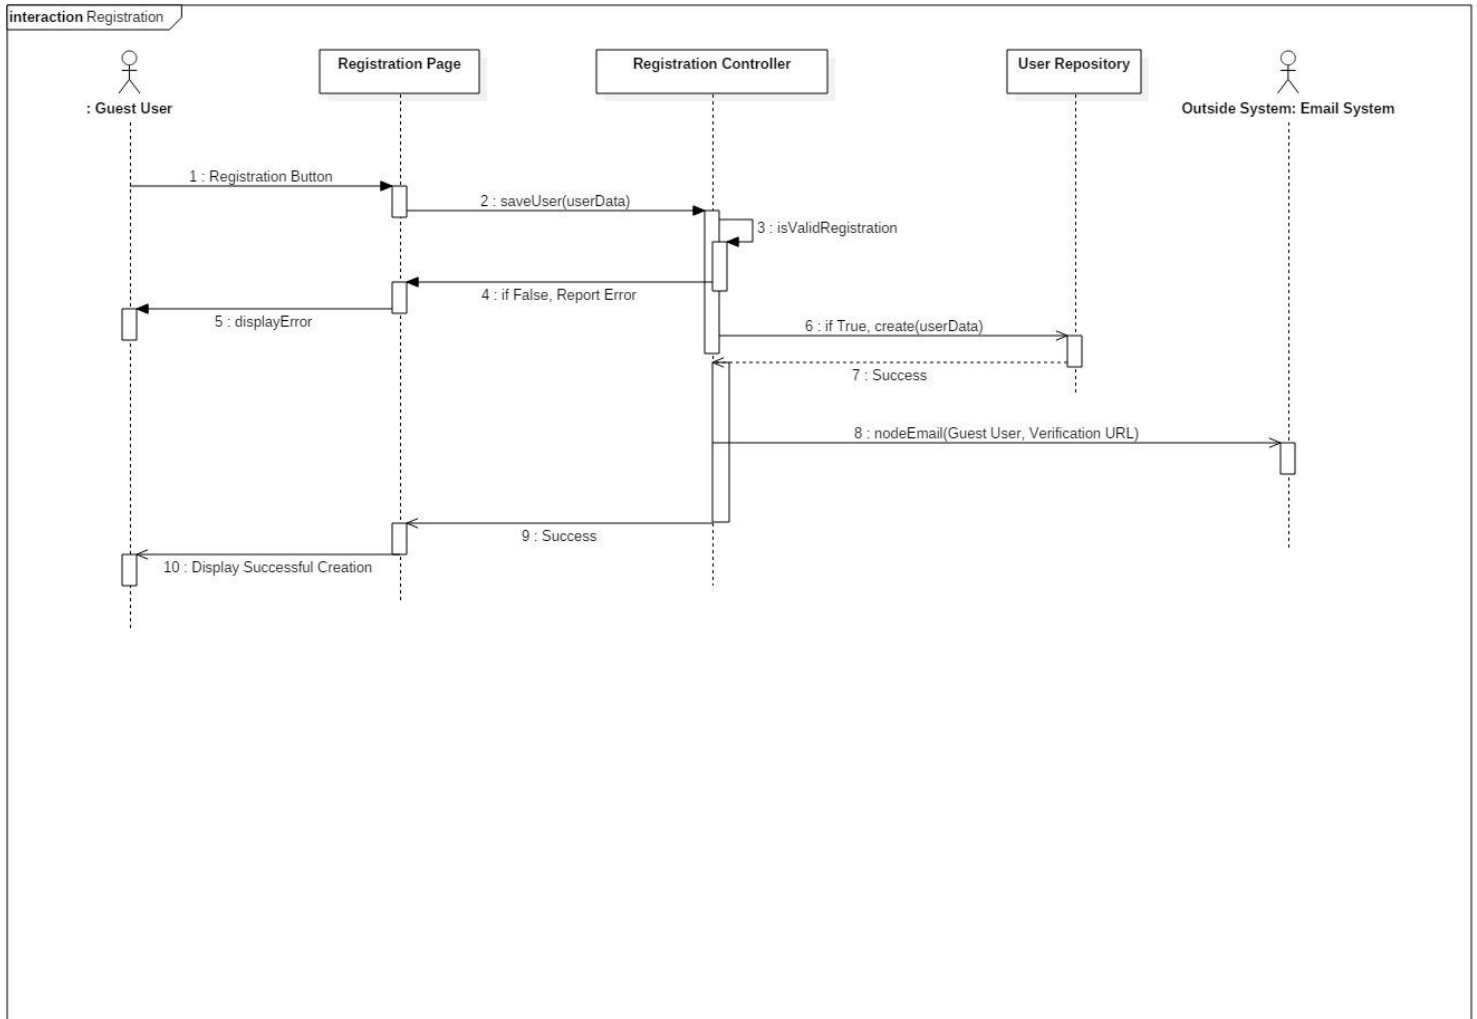 interaction Registration
Registration Page
Registration Controller
User Repository
: Guest User
Outside System: Email System
1 : Registration Button
2 : saveUser(userData)
3 : isValidRegistration
4 : if False, Report Error
5 : displayError
6 : if True, create(userData)
7 : Success
8 : nodeEmail(Guest User, Verification URL)
9 : Success
10 : Display Successful Creation